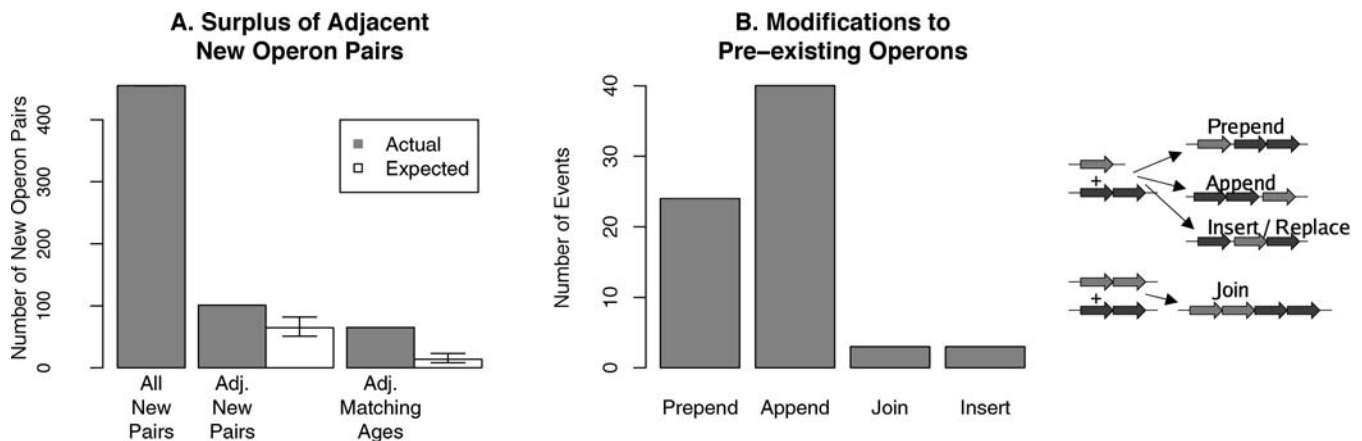 A. Surplus of Adjacent
New Operon Pairs
Number of New Operon Pairs
400
300
200
100
0
Actual
Expected
All
New
Pairs
Adj.
New
Pairs
Adj.
Matching
Ages
B. Modifications to
Pre–existing Operons
Number of Events
40
30
20
10
0
Prepend
Append
Join
Insert
Prepend
+
Append
Insert / Replace
Join
+